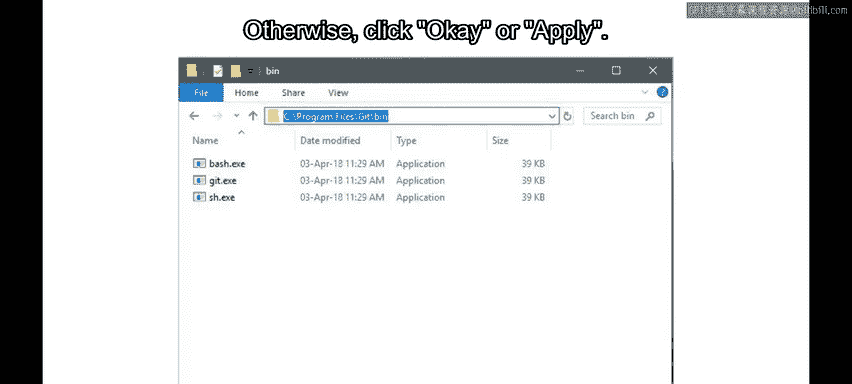 Otherwise, click "Okay" or "Apply".
bin
File Home Share View
C:\Program Files\Git\bin
Search bin
Name Date modified Type Size
bash.exe 03-Apr-18 11:29 AM Application 39 KB
git.exe 03-Apr-18 11:29 AM Application 39 KB
sh.exe 03-Apr-18 11:29 AM Application 39 KB